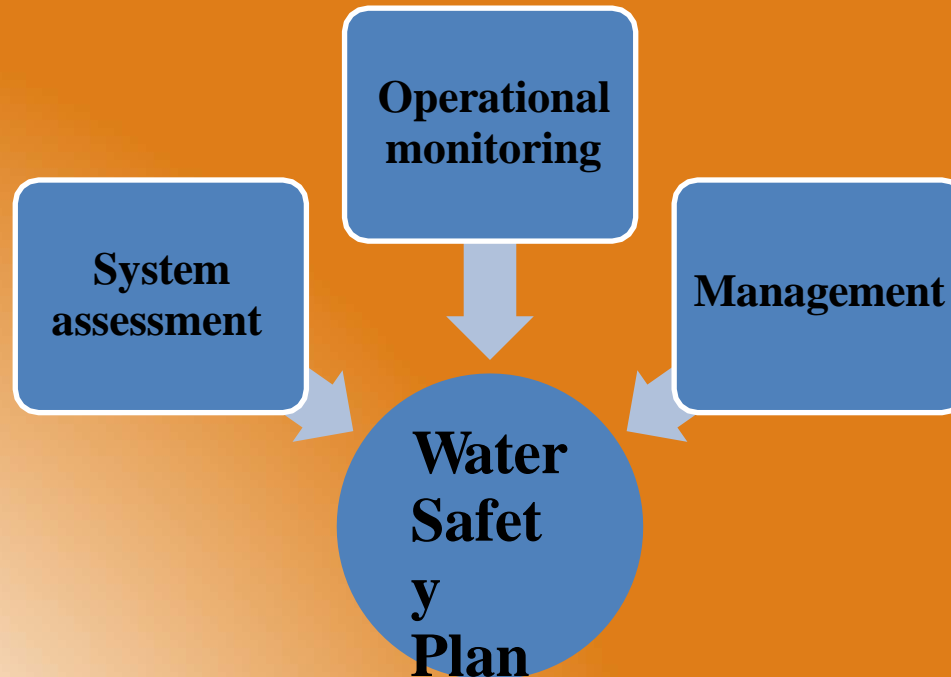 Operational
monitoring
System
assessment
Management
Water
Safet
y
Plan